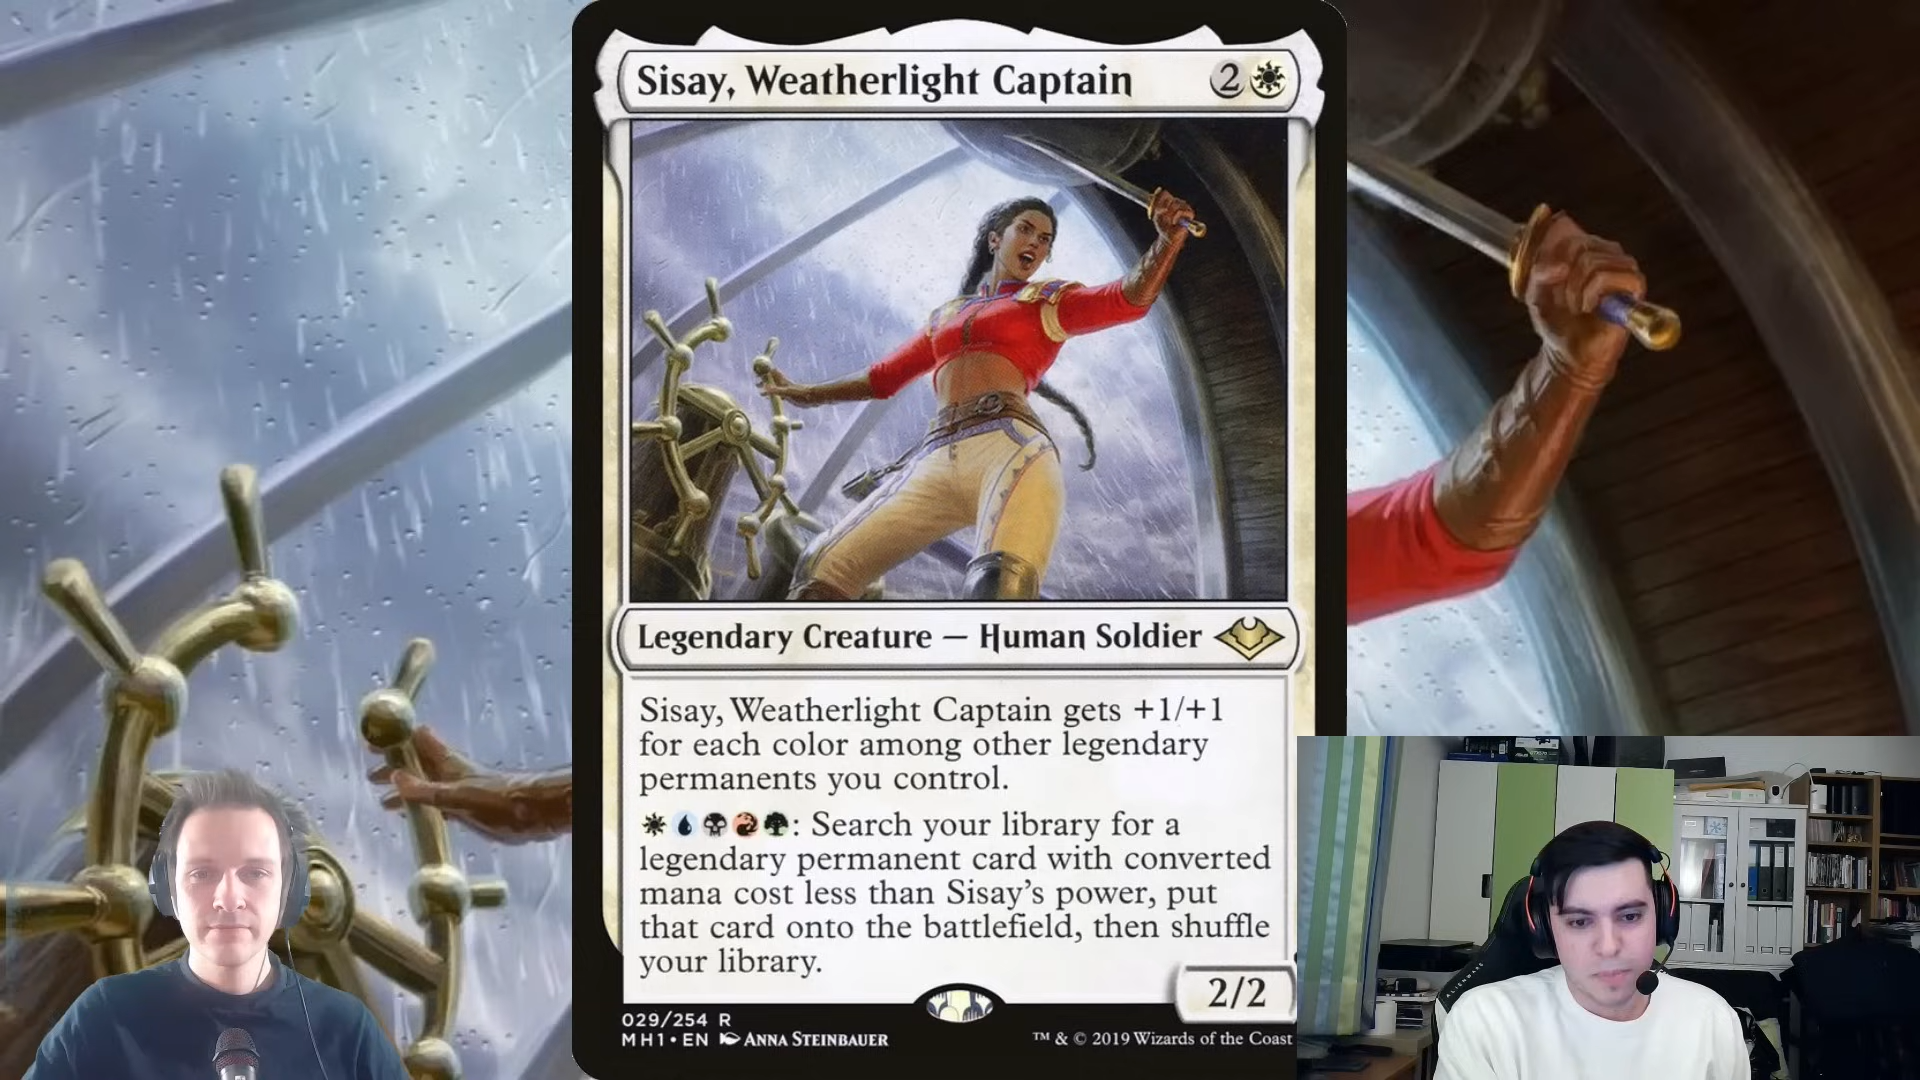 Sisay, Weatherlight Captain 2
Legendary Creature — Human Soldier
Sisay, Weatherlight Captain gets +1/+1
for each color among other legendary
permanents you control.
: Search your library for a
legendary permanent card with converted
mana cost less than Sisay's power, put
that card onto the battlefield, then shuffle
your library.
2/2
029/254 R
MH1 • EN ANNA STEINBAUER
™ & © 2019 Wizards of the Coast
ALIENWARE